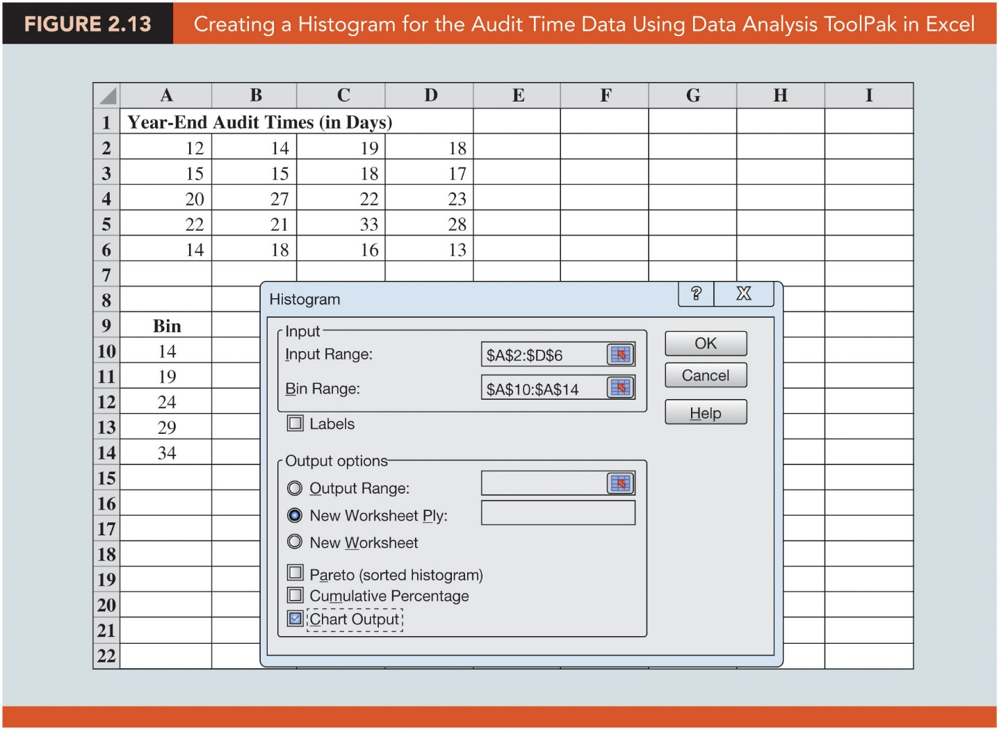 FIGURE 2.13 Creating a Histogram for the Audit Time Data Using Data Analysis ToolPak in Excel
A B C D E F G H I
1 Year-End Audit Times (in Days)
2 12 14 19 18
3 15 15 18 17
4 20 27 22 23
5 22 21 33 28
6 14 18 16 13
7
8
9 Bin
10 14
11 19
12 24
13 29
14 34
15
16
17
18
19
20
21
22
Histogram ? X
Input
Input Range: $A$2:$D$6
Bin Range: $A$10:$A$14
Labels
OK
Cancel
Help
Output options
Output Range:
New Worksheet Ply:
New Worksheet
Pareto (sorted histogram)
Cumulative Percentage
Chart Output